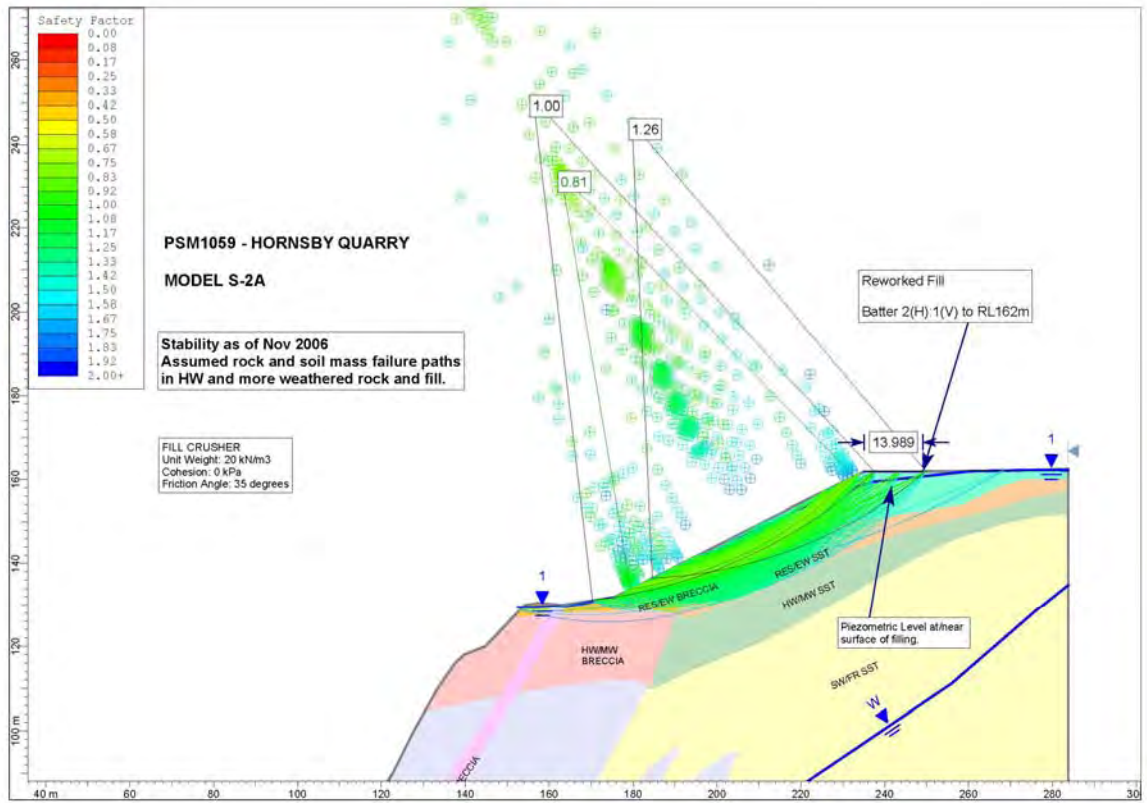 Safety Factor
0.00
0.08
0.17
0.25
0.33
0.42
0.50
0.58
0.67
0.75
0.83
0.92
1.00
1.08
1.17
1.25
1.33
1.42
1.50
1.58
1.67
1.75
1.83
1.92
2.00+
1.00
1.26
0.81
PSM1059 - HORNSBY QUARRY
MODEL S-2A
Stability as of Nov 2006
Assumed rock and soil mass failure paths
in HW and more weathered rock and fill.
FILL CRUSHER
Unit Weight: 20 kN/m3
Cohesion: 0 kPa
Friction Angle: 35 degrees
Reworked Fill
Batter 2(H):1(V) to RL162m
13.989
1
1
RES/EW BRECCIA
RES/EW SST
HW/MW SST
HW/MW
BRECCIA
Piezometric Level at/near
surface of filling.
SW/FR SST
W
ECCIA
260
240
220
200
180
160
140
120
100 m
40 m
60
80
100
120
140
160
180
200
220
240
260
280
30